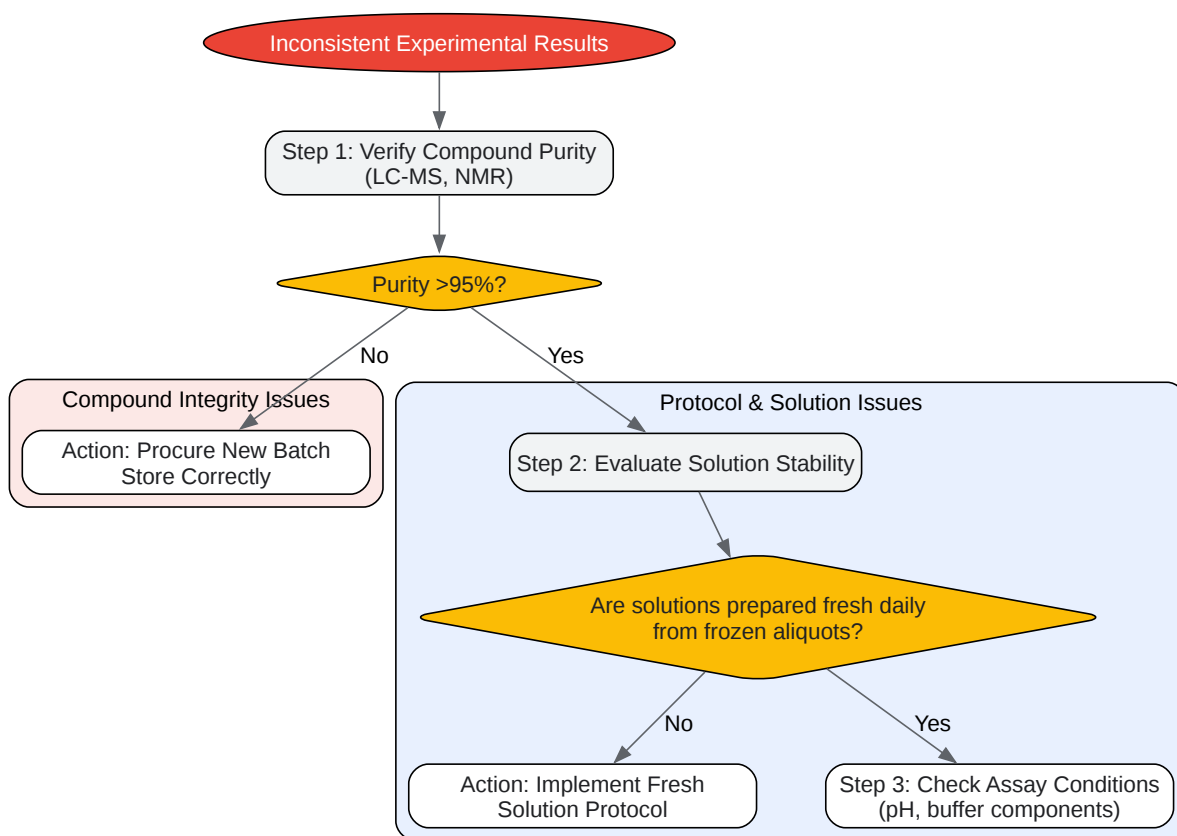 Inconsistent Experimental Results
Step 1: Verify Compound Purity
(LC-MS, NMR)
Purity >95%?
No
Yes
Compound Integrity Issues
Action: Procure New Batch
Store Correctly
Protocol & Solution Issues
Step 2: Evaluate Solution Stability
Are solutions prepared fresh daily
from frozen aliquots?
No
Yes
Action: Implement Fresh
Solution Protocol
Step 3: Check Assay Conditions
(pH, buffer components)